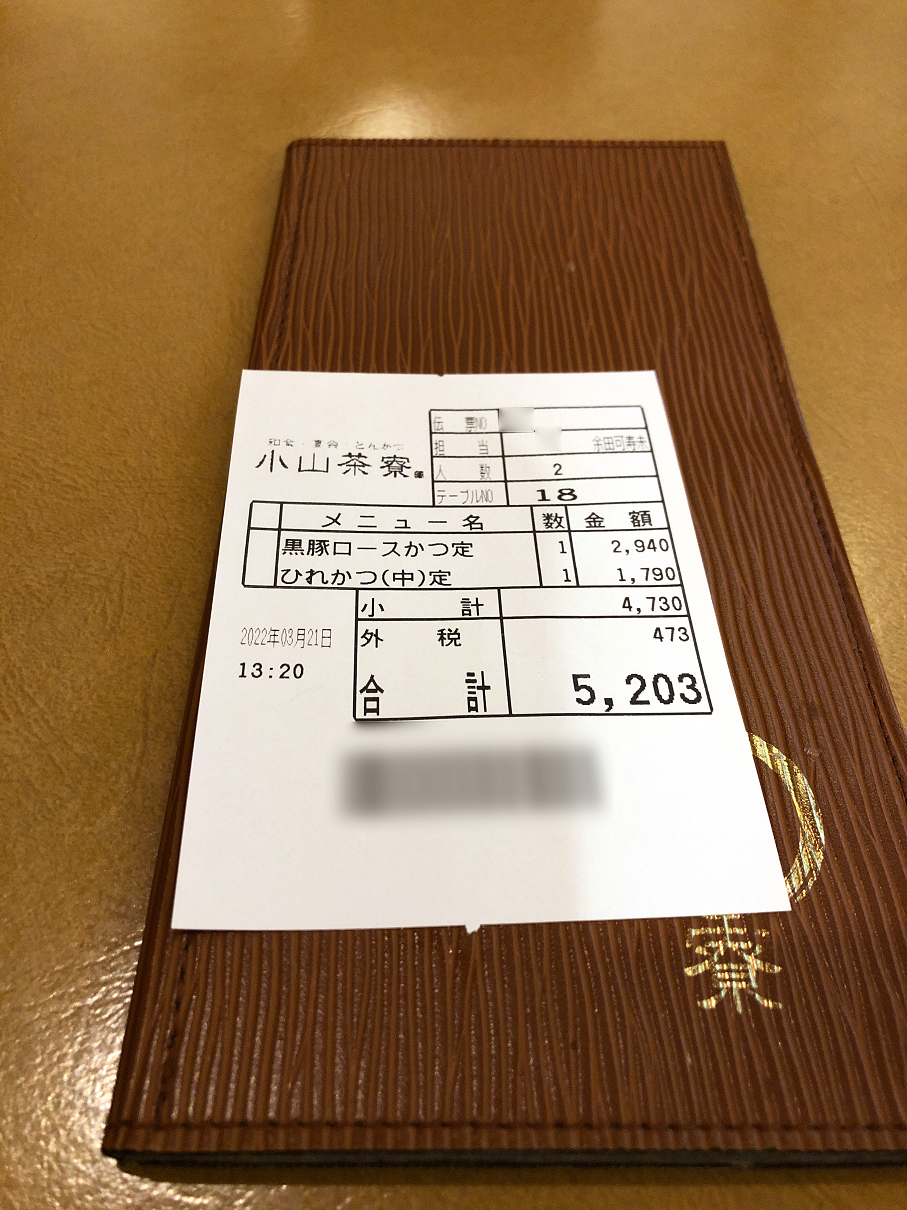 和食・宴会・とんかつ
小山茶寮
伝票NO
担当
人数 2
テーブルNO 18
メニュー名 数 金額
黒豚ロースかつ定 1 2,940
ひれかつ(中)定 1 1,790
小計 4,730
2022年03月21日 外税 473
13:20
合計 5,203
寮